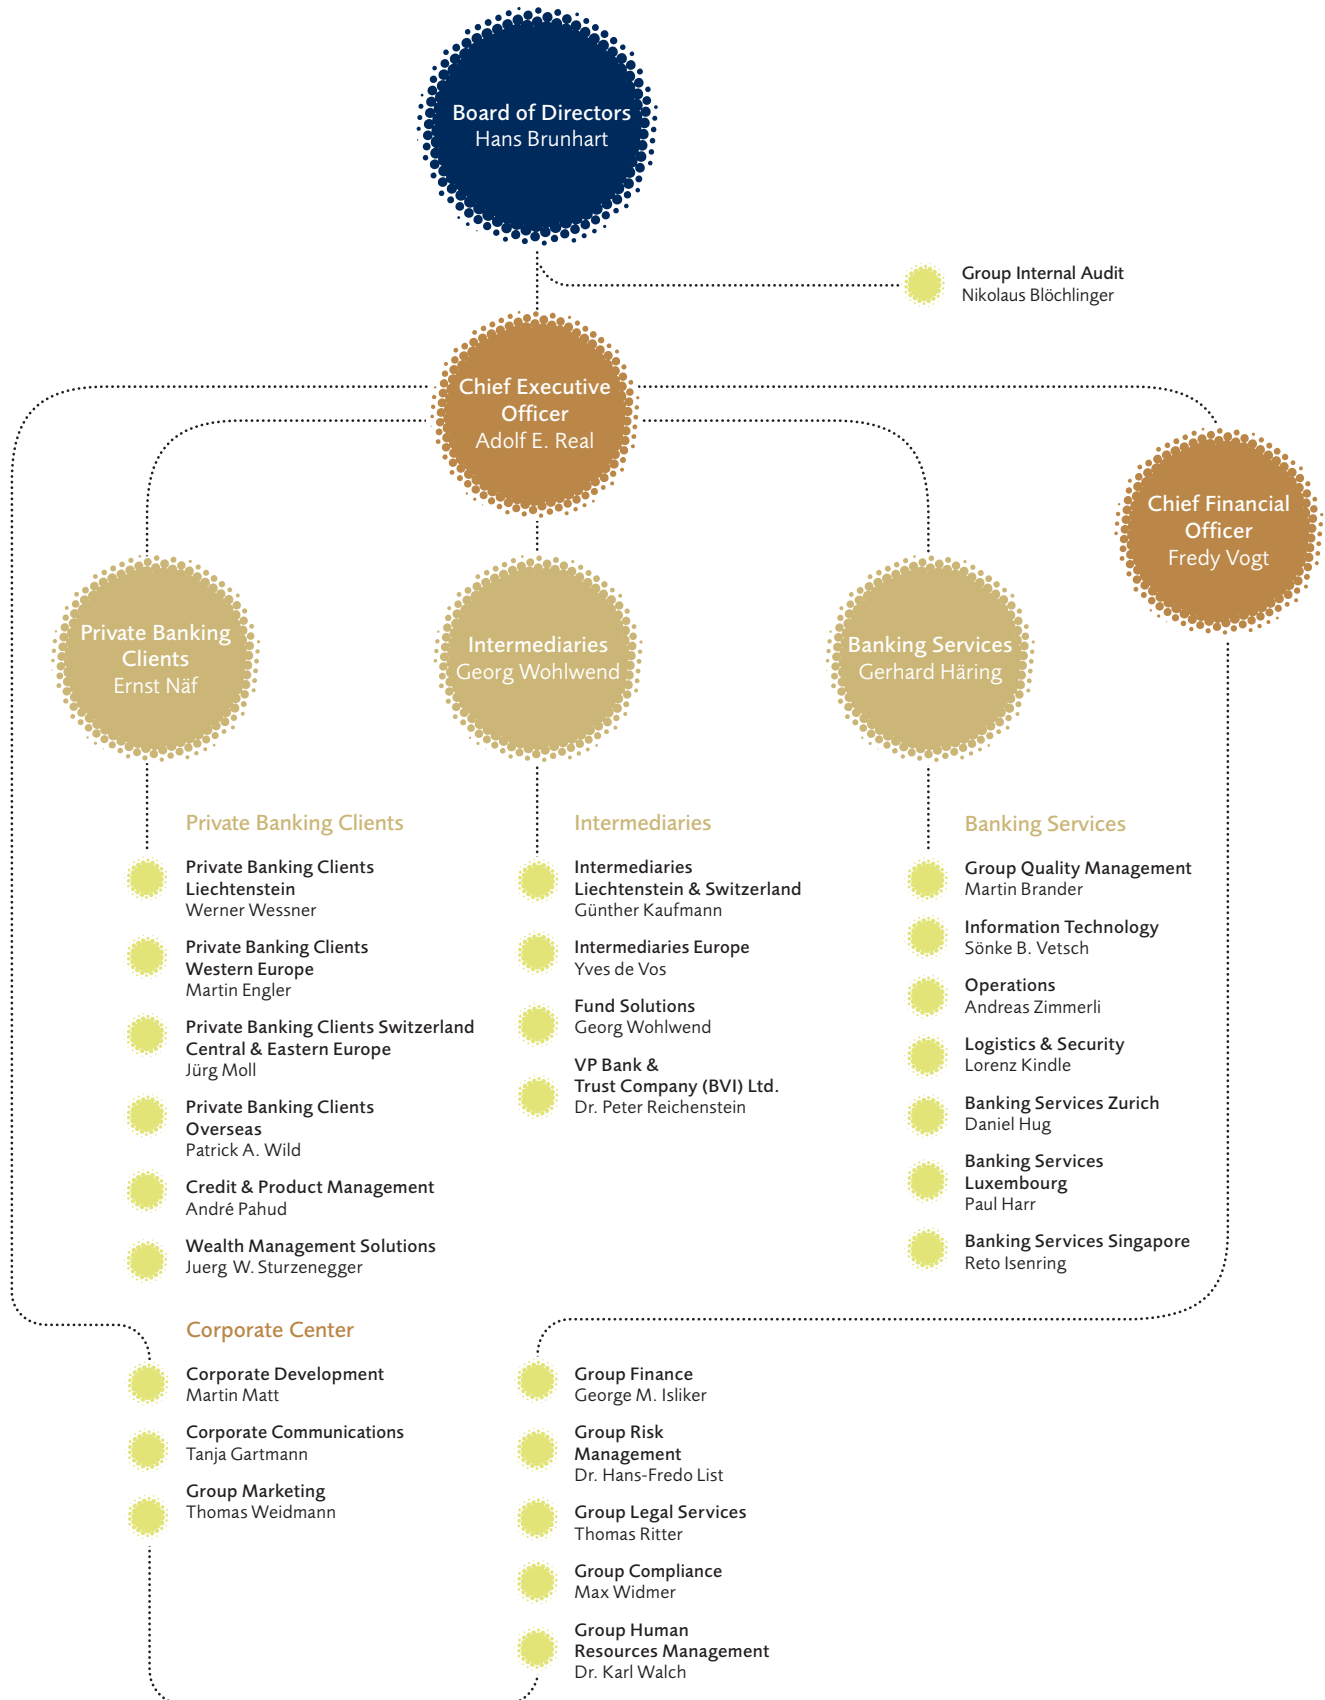 Board of Directors
Hans Brunhart
Group Internal Audit
Nikolaus Blöchlinger
Chief Executive
Officer
Adolf E. Real
Chief Financial
Officer
Fredy Vogt
Private Banking
Clients
Ernst Näf
Intermediaries
Georg Wohlwend
Banking Services
Gerhard Häring
Private Banking Clients
Private Banking Clients
Liechtenstein
Werner Wessner
Private Banking Clients
Western Europe
Martin Engler
Private Banking Clients Switzerland
Central & Eastern Europe
Jürg Moll
Private Banking Clients
Overseas
Patrick A. Wild
Credit & Product Management
André Pahud
Wealth Management Solutions
Juerg W. Sturzenegger
Intermediaries
Intermediaries
Liechtenstein & Switzerland
Günther Kaufmann
Intermediaries Europe
Yves de Vos
Fund Solutions
Georg Wohlwend
VP Bank &
Trust Company (BVI) Ltd.
Dr. Peter Reichenstein
Banking Services
Group Quality Management
Martin Brander
Information Technology
Sönke B. Vetsch
Operations
Andreas Zimmerli
Logistics & Security
Lorenz Kindle
Banking Services Zurich
Daniel Hug
Banking Services
Luxembourg
Paul Harr
Banking Services Singapore
Reto Isenring
Corporate Center
Corporate Development
Martin Matt
Corporate Communications
Tanja Gartmann
Group Marketing
Thomas Weidmann
Group Finance
George M. Isliker
Group Risk
Management
Dr. Hans-Fredo List
Group Legal Services
Thomas Ritter
Group Compliance
Max Widmer
Group Human
Resources Management
Dr. Karl Walch